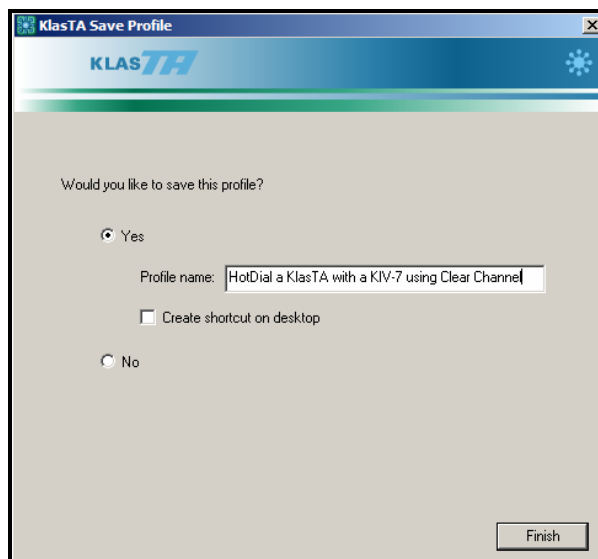 KlasTA Save Profile
KLASTA
Would you like to save this profile?
Yes
Profile name: HotDial a KlasTA with a KIV-7 using Clear Channel
Create shortcut on desktop
No
Finish